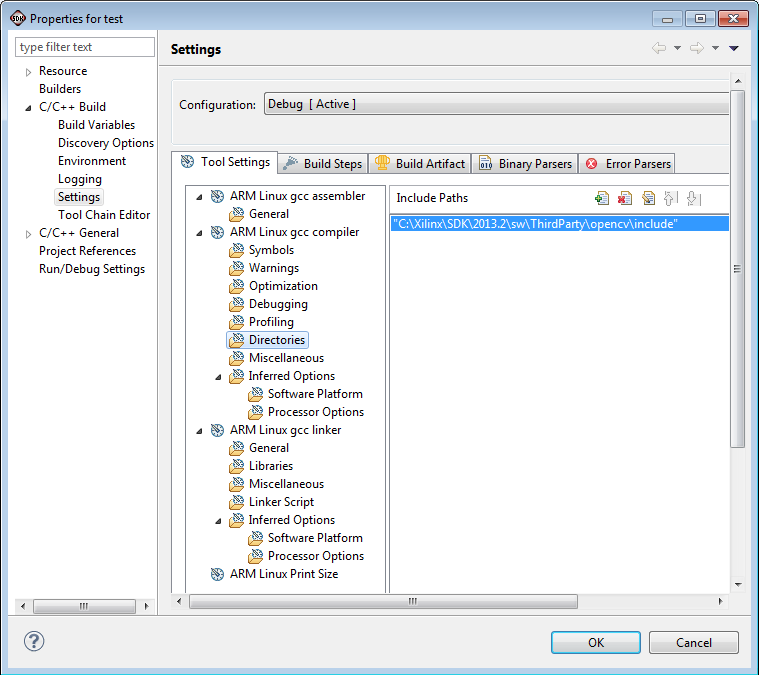 SDK Properties for test
type filter text
Resource
Builders
C/C++ Build
Build Variables
Discovery Options
Environment
Logging
Settings
Tool Chain Editor
C/C++ General
Project References
Run/Debug Settings
Settings
Configuration: Debug [ Active ]
Tool Settings Build Steps Build Artifact 010 Binary Parsers Error Parsers
ARM Linux gcc assembler
General
ARM Linux gcc compiler
Symbols
Warnings
Optimization
Debugging
Profiling
Directories
Miscellaneous
Inferred Options
Software Platform
Processor Options
ARM Linux gcc linker
General
Libraries
Miscellaneous
Linker Script
Inferred Options
Software Platform
Processor Options
ARM Linux Print Size
Include Paths
"C:\Xilinx\SDK\2013.2\sw\ThirdParty\opencv\include"
?
OK Cancel